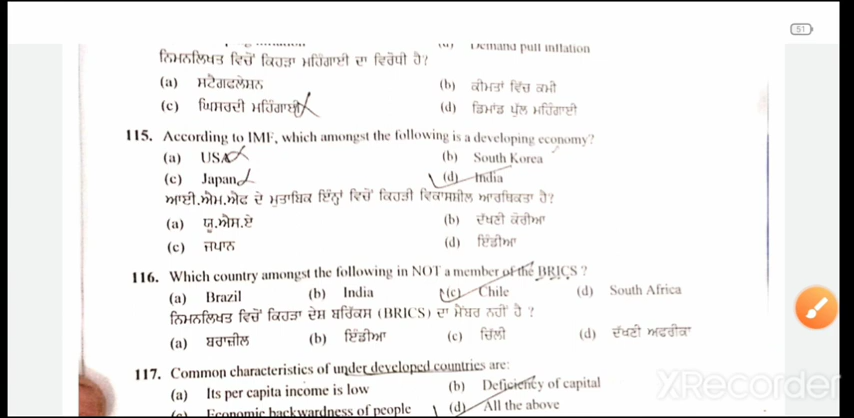 51
Demand pull inflation
ਨਿਮਨਲਿਖਤ ਵਿਚੋਂ ਕਿਹੜਾ ਮਹਿੰਗਾਈ ਦਾ ਵਿਰੋਧੀ ਹੈ?
(a) ਸਟੈਗਫਲੇਸ਼ਨ (b) ਕੀਮਤਾਂ ਵਿੱਚ ਕਮੀ
(c) ਘਿਸਰਦੀ ਮਹਿੰਗਾਈ (d) ਡਿਮਾਂਡ ਪੁੱਲ ਮਹਿੰਗਾਈ
115. According to IMF, which amongst the following is a developing economy?
(a) USA (b) South Korea
(c) Japan (d) India
ਆਈ.ਐਮ.ਐਫ ਦੇ ਮੁਤਾਬਿਕ ਇੰਨ੍ਹਾਂ ਵਿਚੋਂ ਕਿਹੜੀ ਵਿਕਾਸਸ਼ੀਲ ਆਰਥਿਕਤਾ ਹੈ?
(a) ਯੂ.ਐਸ.ਏ (b) ਦੱਖਣੀ ਕੋਰੀਆ
(c) ਜਪਾਨ (d) ਇੰਡੀਆ
116. Which country amongst the following in NOT a member of the BRICS ?
(a) Brazil (b) India (c) Chile (d) South Africa
ਨਿਮਨਲਿਖਤ ਵਿਚੋਂ ਕਿਹੜਾ ਦੇਸ਼ ਬਰਿੰਕਸ (BRICS) ਦਾ ਮੈਂਬਰ ਨਹੀਂ ਹੈ ?
(a) ਬਰਾਜ਼ੀਲ (b) ਇੰਡੀਆ (c) ਚਿੱਲੀ (d) ਦੱਖਣੀ ਅਫਰੀਕਾ
117. Common characteristics of under developed countries are:
(a) Its per capita income is low (b) Deficiency of capital
Economic backwardness of people (d) All the above
XRecorder